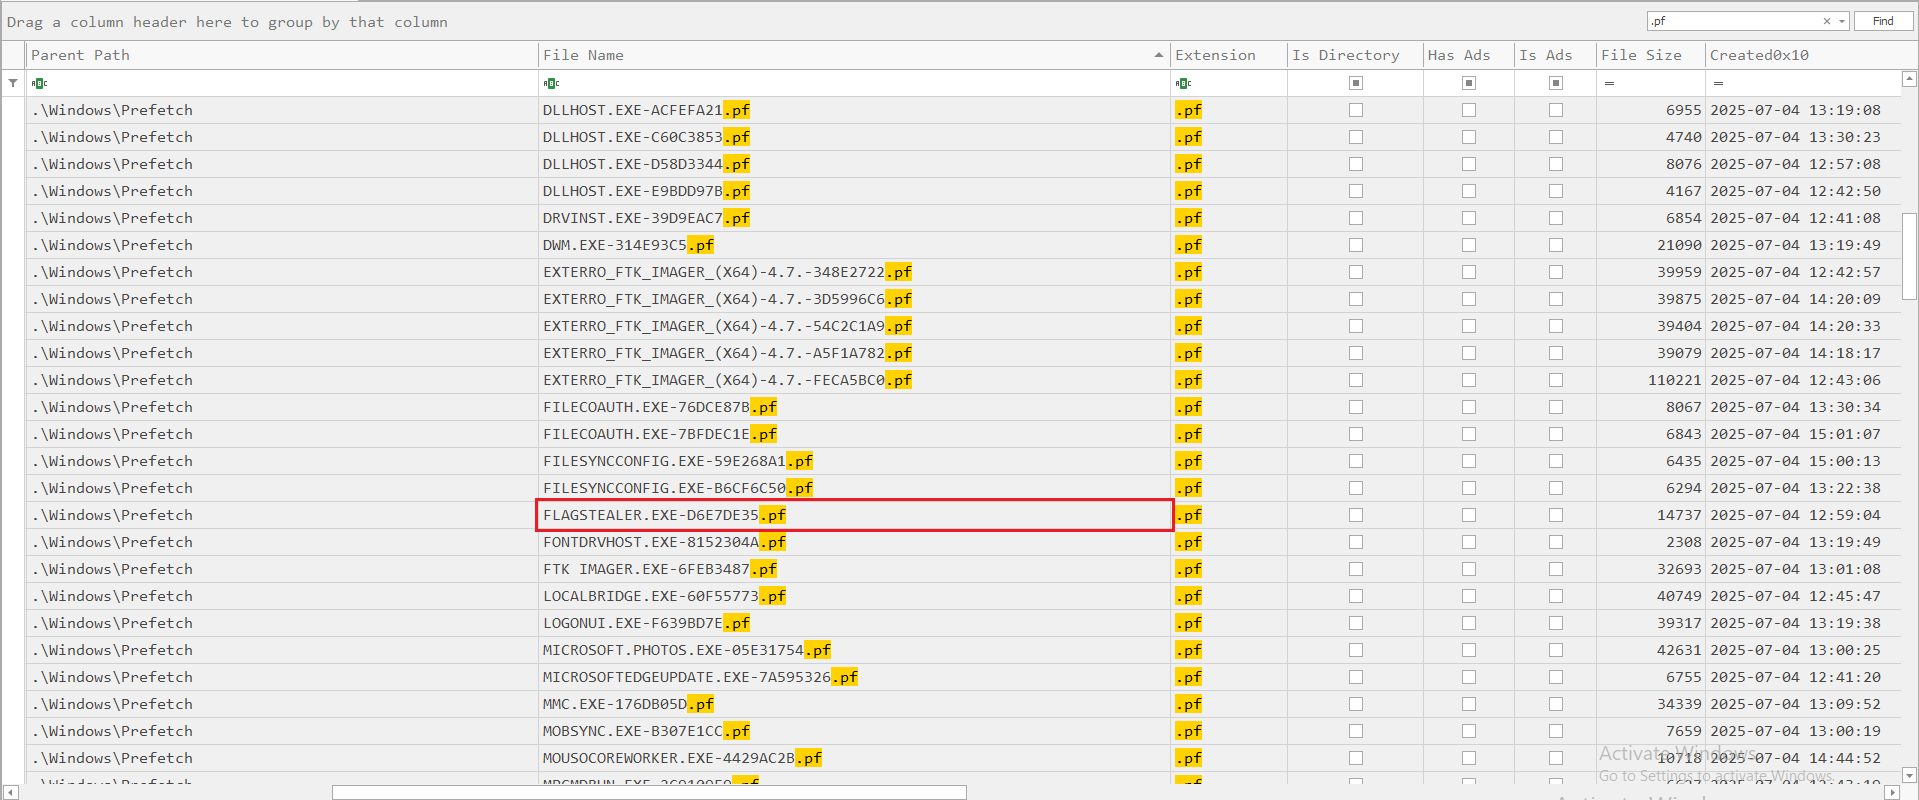 Drag a column header here to group by that column .pf Find
Parent Path File Name Extension Is Directory Has Ads Is Ads File Size Created0x10
ABC ABC ABC = =
.\Windows\Prefetch DLLHOST.EXE-ACFEFA21.pf .pf 6955 2025-07-04 13:19:08
.\Windows\Prefetch DLLHOST.EXE-C60C3853.pf .pf 4740 2025-07-04 13:30:23
.\Windows\Prefetch DLLHOST.EXE-D58D3344.pf .pf 8076 2025-07-04 12:57:08
.\Windows\Prefetch DLLHOST.EXE-E9BDD97B.pf .pf 4167 2025-07-04 12:42:50
.\Windows\Prefetch DRVINST.EXE-39D9EAC7.pf .pf 6854 2025-07-04 12:41:08
.\Windows\Prefetch DWM.EXE-314E93C5.pf .pf 21090 2025-07-04 13:19:49
.\Windows\Prefetch EXTERRO_FTK_IMAGER_(X64)-4.7.-348E2722.pf .pf 39959 2025-07-04 12:42:57
.\Windows\Prefetch EXTERRO_FTK_IMAGER_(X64)-4.7.-3D5996C6.pf .pf 39875 2025-07-04 14:20:09
.\Windows\Prefetch EXTERRO_FTK_IMAGER_(X64)-4.7.-54C2C1A9.pf .pf 39404 2025-07-04 14:20:33
.\Windows\Prefetch EXTERRO_FTK_IMAGER_(X64)-4.7.-A5F1A782.pf .pf 39079 2025-07-04 14:18:17
.\Windows\Prefetch EXTERRO_FTK_IMAGER_(X64)-4.7.-FECA5BC0.pf .pf 110221 2025-07-04 12:43:06
.\Windows\Prefetch FILECOAUTH.EXE-76DCE87B.pf .pf 8067 2025-07-04 13:30:34
.\Windows\Prefetch FILECOAUTH.EXE-7BFDEC1E.pf .pf 6843 2025-07-04 15:01:07
.\Windows\Prefetch FILESYNCCONFIG.EXE-59E268A1.pf .pf 6435 2025-07-04 15:00:13
.\Windows\Prefetch FILESYNCCONFIG.EXE-B6CF6C50.pf .pf 6294 2025-07-04 13:22:38
.\Windows\Prefetch FLAGSTEALER.EXE-D6E7DE35.pf .pf 14737 2025-07-04 12:59:04
.\Windows\Prefetch FONTDRVHOST.EXE-8152304A.pf .pf 2308 2025-07-04 13:19:49
.\Windows\Prefetch FTK IMAGER.EXE-6FEB3487.pf .pf 32693 2025-07-04 13:01:08
.\Windows\Prefetch LOCALBRIDGE.EXE-60F55773.pf .pf 40749 2025-07-04 12:45:47
.\Windows\Prefetch LOGONUI.EXE-F639BD7E.pf .pf 39317 2025-07-04 13:19:38
.\Windows\Prefetch MICROSOFT.PHOTOS.EXE-05E31754.pf .pf 42631 2025-07-04 13:00:25
.\Windows\Prefetch MICROSOFTEDGEUPDATE.EXE-7A595326.pf .pf 6755 2025-07-04 12:41:20
.\Windows\Prefetch MMC.EXE-176DB05D.pf .pf 34339 2025-07-04 13:09:52
.\Windows\Prefetch MOBSYNC.EXE-B307E1CC.pf .pf 7659 2025-07-04 13:00:19
.\Windows\Prefetch MOUSOCOREWORKER.EXE-4429AC2B.pf .pf 10718 2025-07-04 14:44:52
Activate Windows
Go to Settings to activate Windows.
.\Windows\Prefetch .pf